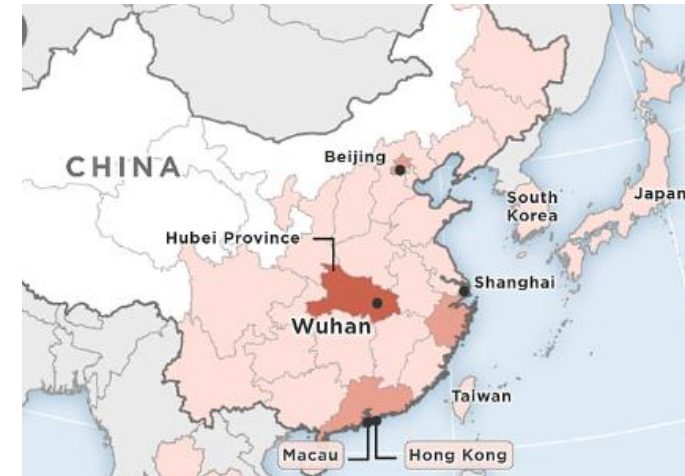 Beijing
CHINA
South
Korea
Japan
Hubei Province
Shanghai
Wuhan
Taiwan
Macau
Hong Kong